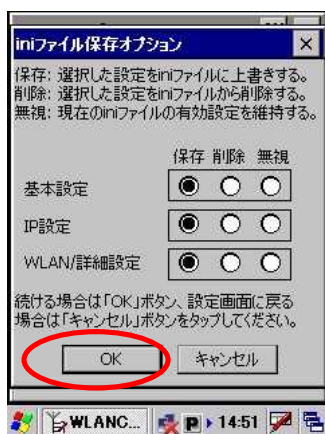 iniファイル保存オプション
保存: 選択した設定をiniファイルに上書きする。
削除: 選択した設定をiniファイルから削除する。
無視: 現在のiniファイルの有効設定を維持する。
保存 削除 無視
基本設定
IP設定
WLAN/詳細設定
続ける場合は「OK」ボタン、設定画面に戻る
場合は「キャンセル」ボタンをタップしてください。
OK キャンセル
WLANC... P 14:51